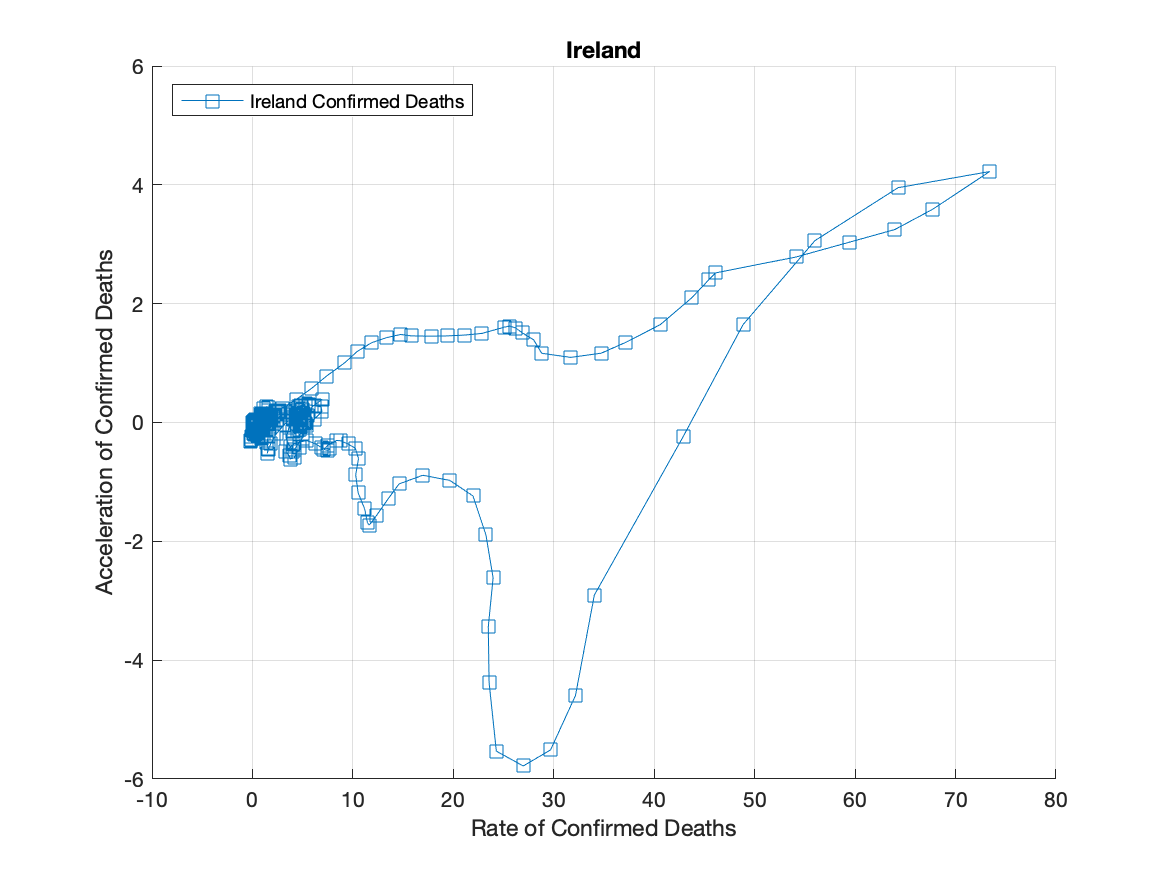 Ireland
Ireland Confirmed Deaths
6
4
2
0
-2
-4
-6
-10 0 10 20 30 40 50 60 70 80
Acceleration of Confirmed Deaths
Rate of Confirmed Deaths